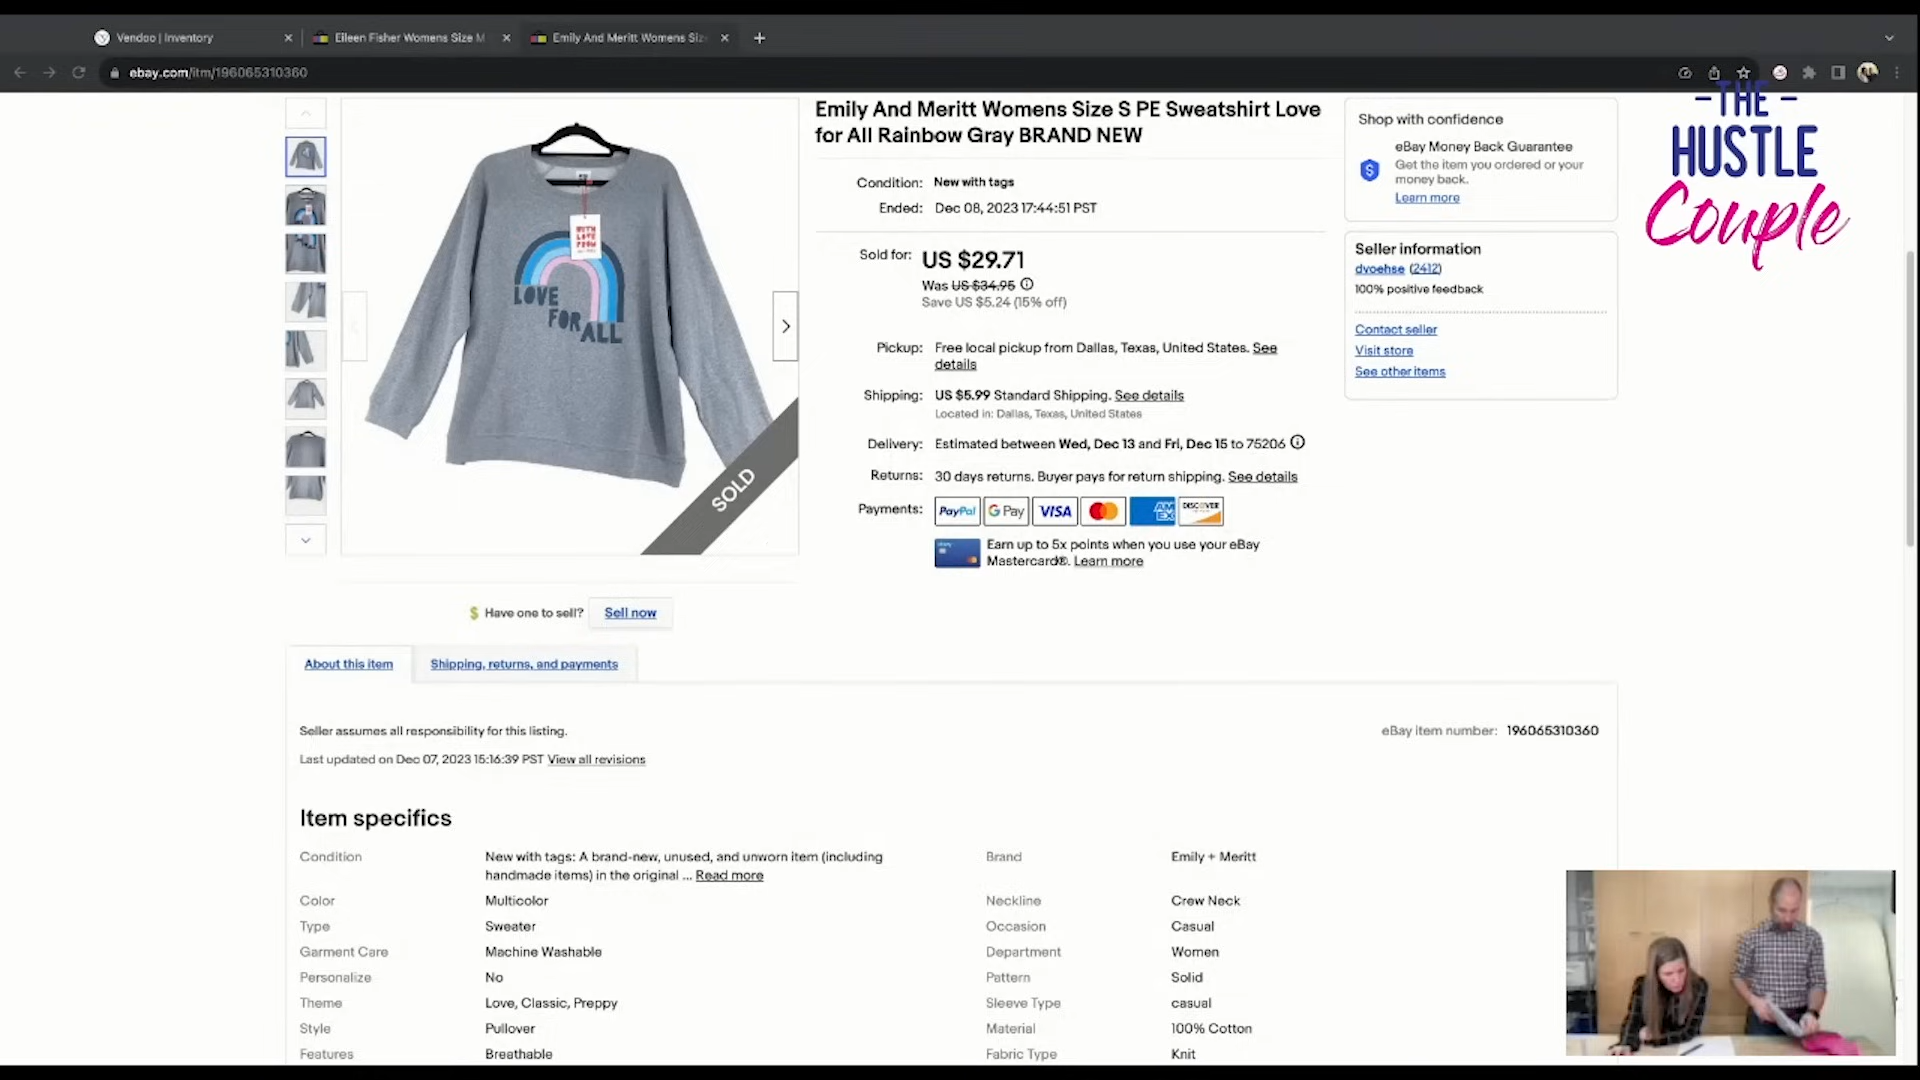 Vendoo | Inventory
Eileen Fisher Womens Size M
Emily And Meritt Womens Siz
ebay.com/itm/196065310360
-THE-
HUSTLE
Couple
Emily And Meritt Womens Size S PE Sweatshirt Love
for All Rainbow Gray BRAND NEW
Condition: New with tags
Ended: Dec 08, 2023 17:44:51 PST
Sold for: US $29.71
Was US $34.95
Save US $5.24 (15% off)
Pickup: Free local pickup from Dallas, Texas, United States. See
details
Shipping: US $5.99 Standard Shipping. See details
Located in: Dallas, Texas, United States
Delivery: Estimated between Wed, Dec 13 and Fri, Dec 15 to 75206
Returns: 30 days returns. Buyer pays for return shipping. See details
Payments: PayPal G Pay VISA AM EX DISCOVER
Earn up to 5x points when you use your eBay
Mastercard®. Learn more
Shop with confidence
eBay Money Back Guarantee
Get the item you ordered or your
money back.
Learn more
Seller information
dvoehse (2412)
100% positive feedback
Contact seller
Visit store
See other items
WITH
LOVE
FROM
LOVE
FOR ALL
SOLD
Have one to sell? Sell now
About this item
Shipping, returns, and payments
Seller assumes all responsibility for this listing.
eBay item number: 196065310360
Last updated on Dec 07, 2023 15:16:39 PST View all revisions
Item specifics
Condition New with tags: A brand-new, unused, and unworn item (including
handmade items) in the original ... Read more
Brand Emily + Meritt
Color Multicolor
Neckline Crew Neck
Type Sweater
Occasion Casual
Garment Care Machine Washable
Department Women
Personalize No
Pattern Solid
Theme Love, Classic, Preppy
Sleeve Type casual
Style Pullover
Material 100% Cotton
Features Breathable
Fabric Type Knit